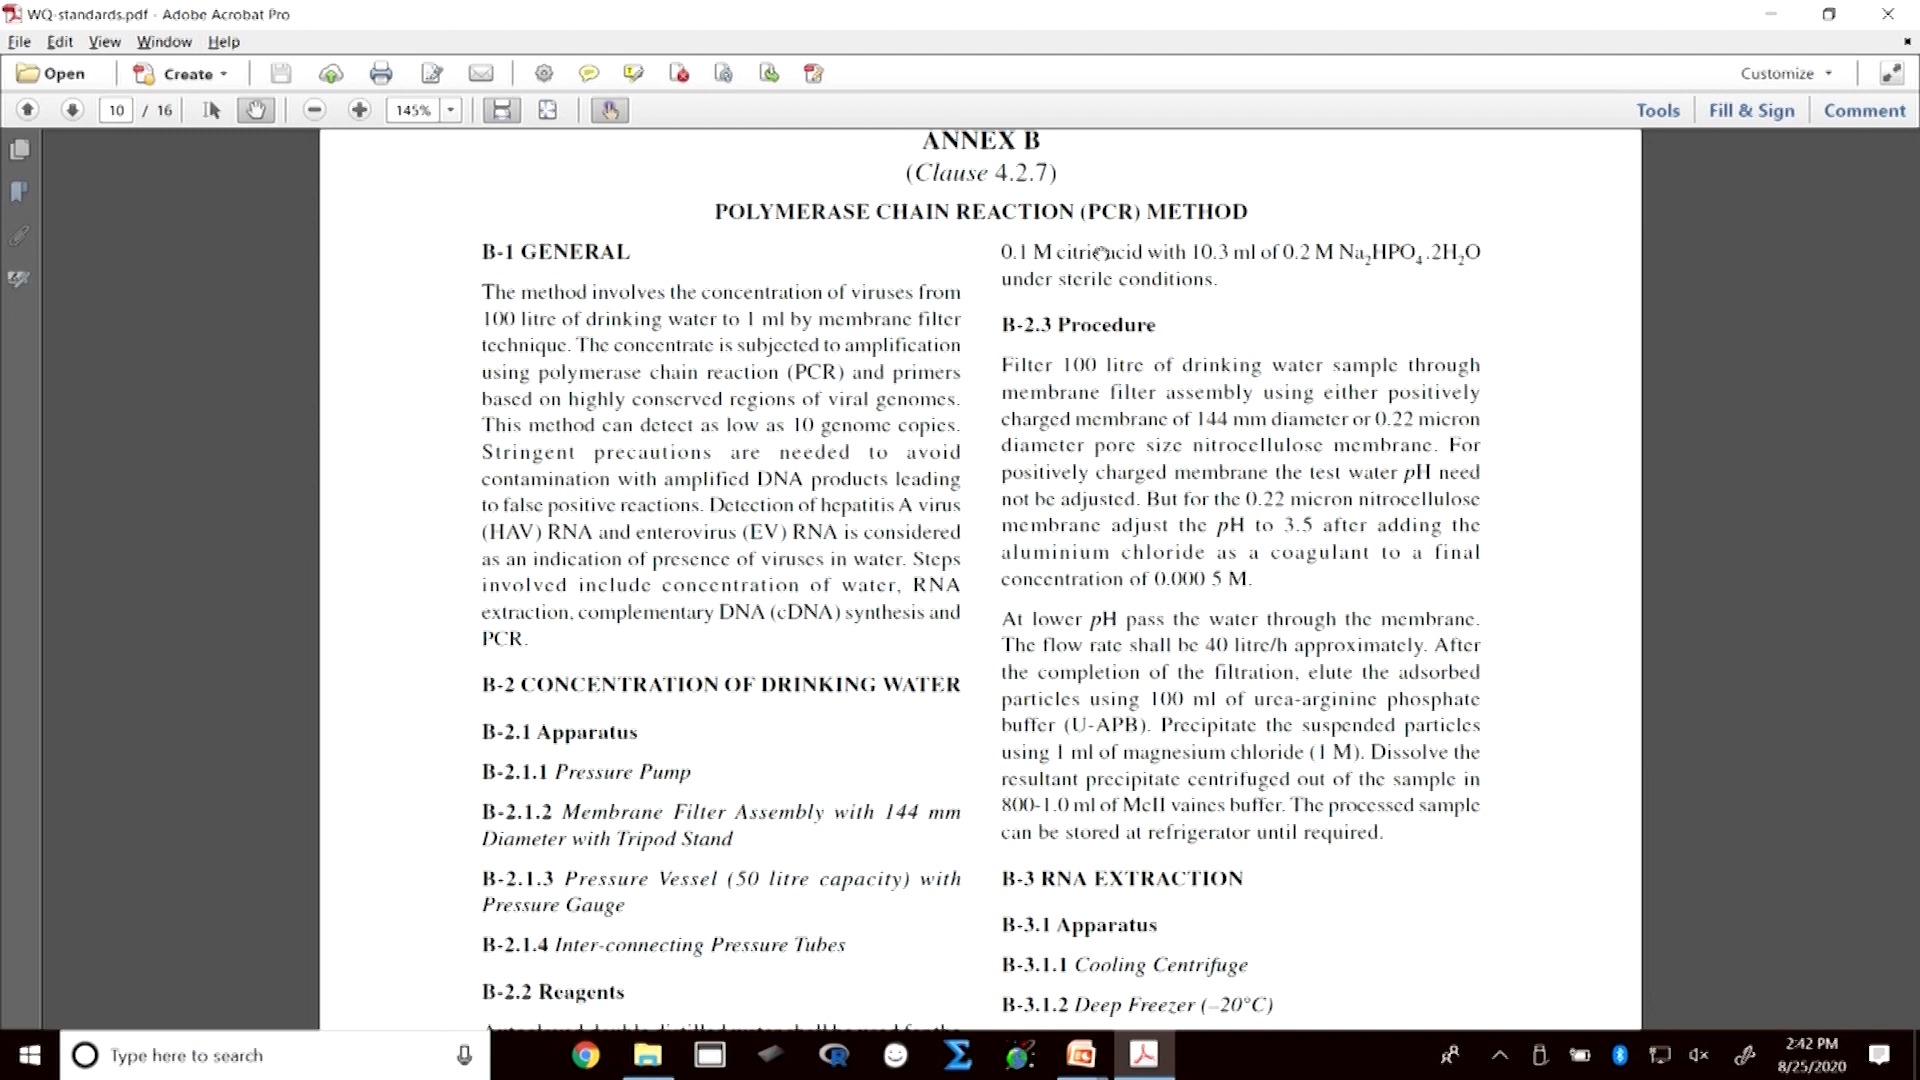 WQ-standards.pdf - Adobe Acrobat Pro
File Edit View Window Help
Open Create Customize
10 / 16 145% Tools Fill & Sign Comment
ANNEX B
(Clause 4.2.7)
POLYMERASE CHAIN REACTION (PCR) METHOD
B-1 GENERAL
The method involves the concentration of viruses from
100 litre of drinking water to 1 ml by membrane filter
technique. The concentrate is subjected to amplification
using polymerase chain reaction (PCR) and primers
based on highly conserved regions of viral genomes.
This method can detect as low as 10 genome copies.
Stringent precautions are needed to avoid
contamination with amplified DNA products leading
to false positive reactions. Detection of hepatitis A virus
(HAV) RNA and enterovirus (EV) RNA is considered
as an indication of presence of viruses in water. Steps
involved include concentration of water, RNA
extraction, complementary DNA (cDNA) synthesis and
PCR.
B-2 CONCENTRATION OF DRINKING WATER
B-2.1 Apparatus
B-2.1.1 Pressure Pump
B-2.1.2 Membrane Filter Assembly with 144 mm
Diameter with Tripod Stand
B-2.1.3 Pressure Vessel (50 litre capacity) with
Pressure Gauge
B-2.1.4 Inter-connecting Pressure Tubes
B-2.2 Reagents
0.1 M citric acid with 10.3 ml of 0.2 M Na₂HPO₄.2H₂O
under sterile conditions.
B-2.3 Procedure
Filter 100 litre of drinking water sample through
membrane filter assembly using either positively
charged membrane of 144 mm diameter or 0.22 micron
diameter pore size nitrocellulose membrane. For
positively charged membrane the test water pH need
not be adjusted. But for the 0.22 micron nitrocellulose
membrane adjust the pH to 3.5 after adding the
aluminium chloride as a coagulant to a final
concentration of 0.000 5 M.
At lower pH pass the water through the membrane.
The flow rate shall be 40 litre/h approximately. After
the completion of the filtration, elute the adsorbed
particles using 100 ml of urea-arginine phosphate
buffer (U-APB). Precipitate the suspended particles
using 1 ml of magnesium chloride (1 M). Dissolve the
resultant precipitate centrifuged out of the sample in
800-1.0 ml of McII vaines buffer. The processed sample
can be stored at refrigerator until required.
B-3 RNA EXTRACTION
B-3.1 Apparatus
B-3.1.1 Cooling Centrifuge
B-3.1.2 Deep Freezer (–20°C)
Type here to search
2:42 PM
8/25/2020